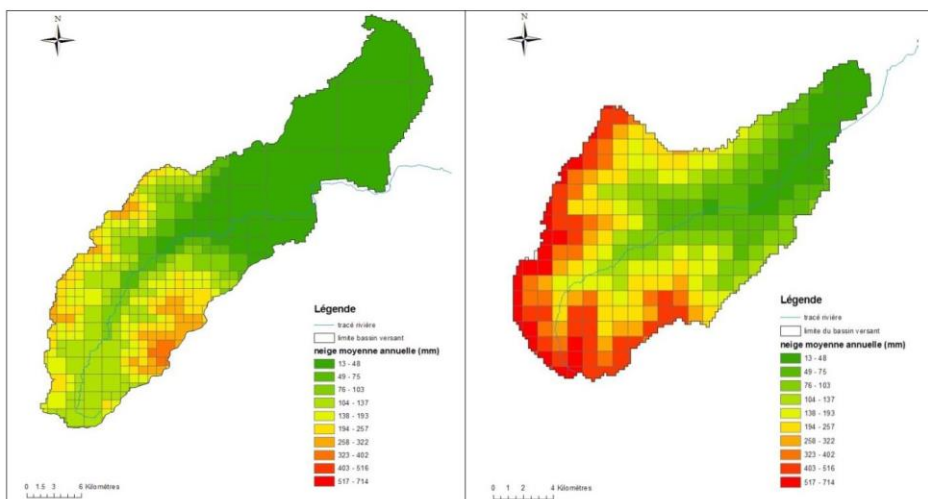 N
Légende
tracé rivière
limite bassin versant
neige moyenne annuelle (mm)
13 - 48
49 - 75
76 - 103
104 - 137
138 - 193
194 - 257
258 - 322
323 - 402
403 - 516
517 - 714
0 1.5 3 6 Kilomètres
N
Légende
tracé rivière
limite du bassin versant
neige moyenne annuelle (mm)
13 - 48
49 - 75
76 - 103
104 - 137
138 - 193
194 - 257
258 - 322
323 - 402
403 - 516
517 - 714
0 1 2 4 Kilomètres